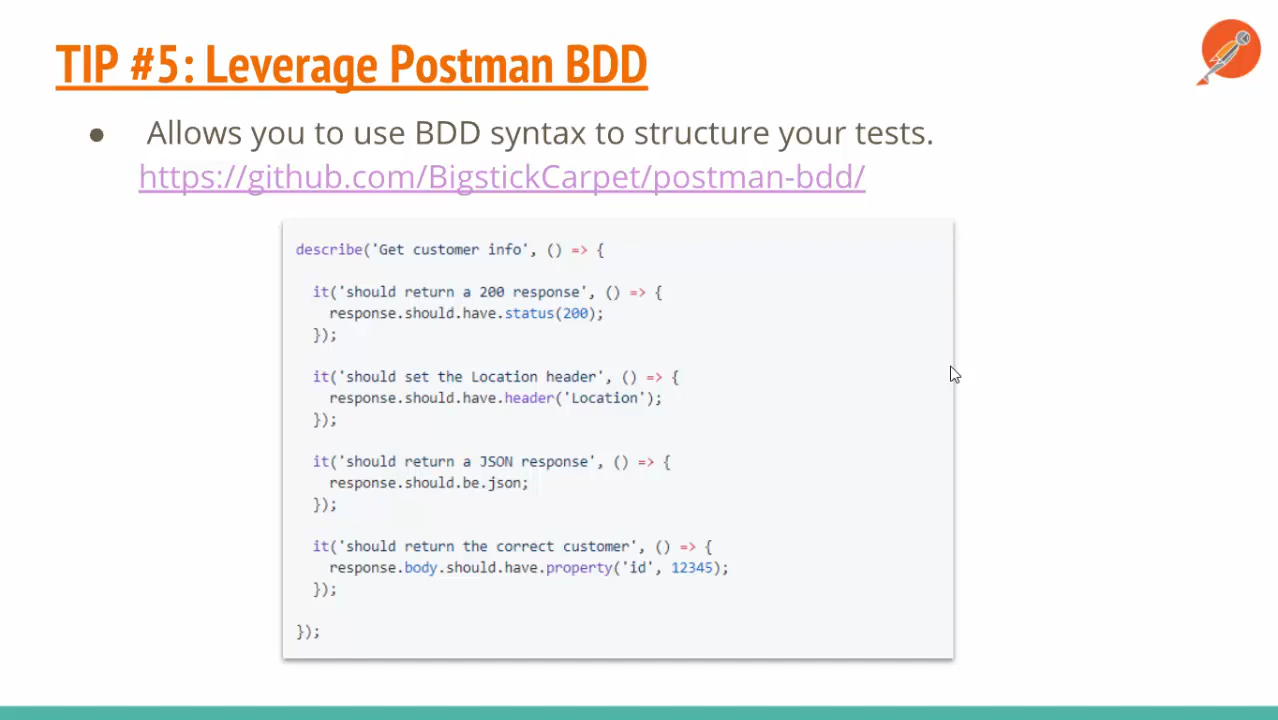 TIP #5: Leverage Postman BDD
● Allows you to use BDD syntax to structure your tests.
https://github.com/BigstickCarpet/postman-bdd/
describe('Get customer info', () => {
it('should return a 200 response', () => {
response.should.have.status(200);
});
it('should set the Location header', () => {
response.should.have.header('Location');
});
it('should return a JSON response', () => {
response.should.be.json;
});
it('should return the correct customer', () => {
response.body.should.have.property('id', 12345);
});
});